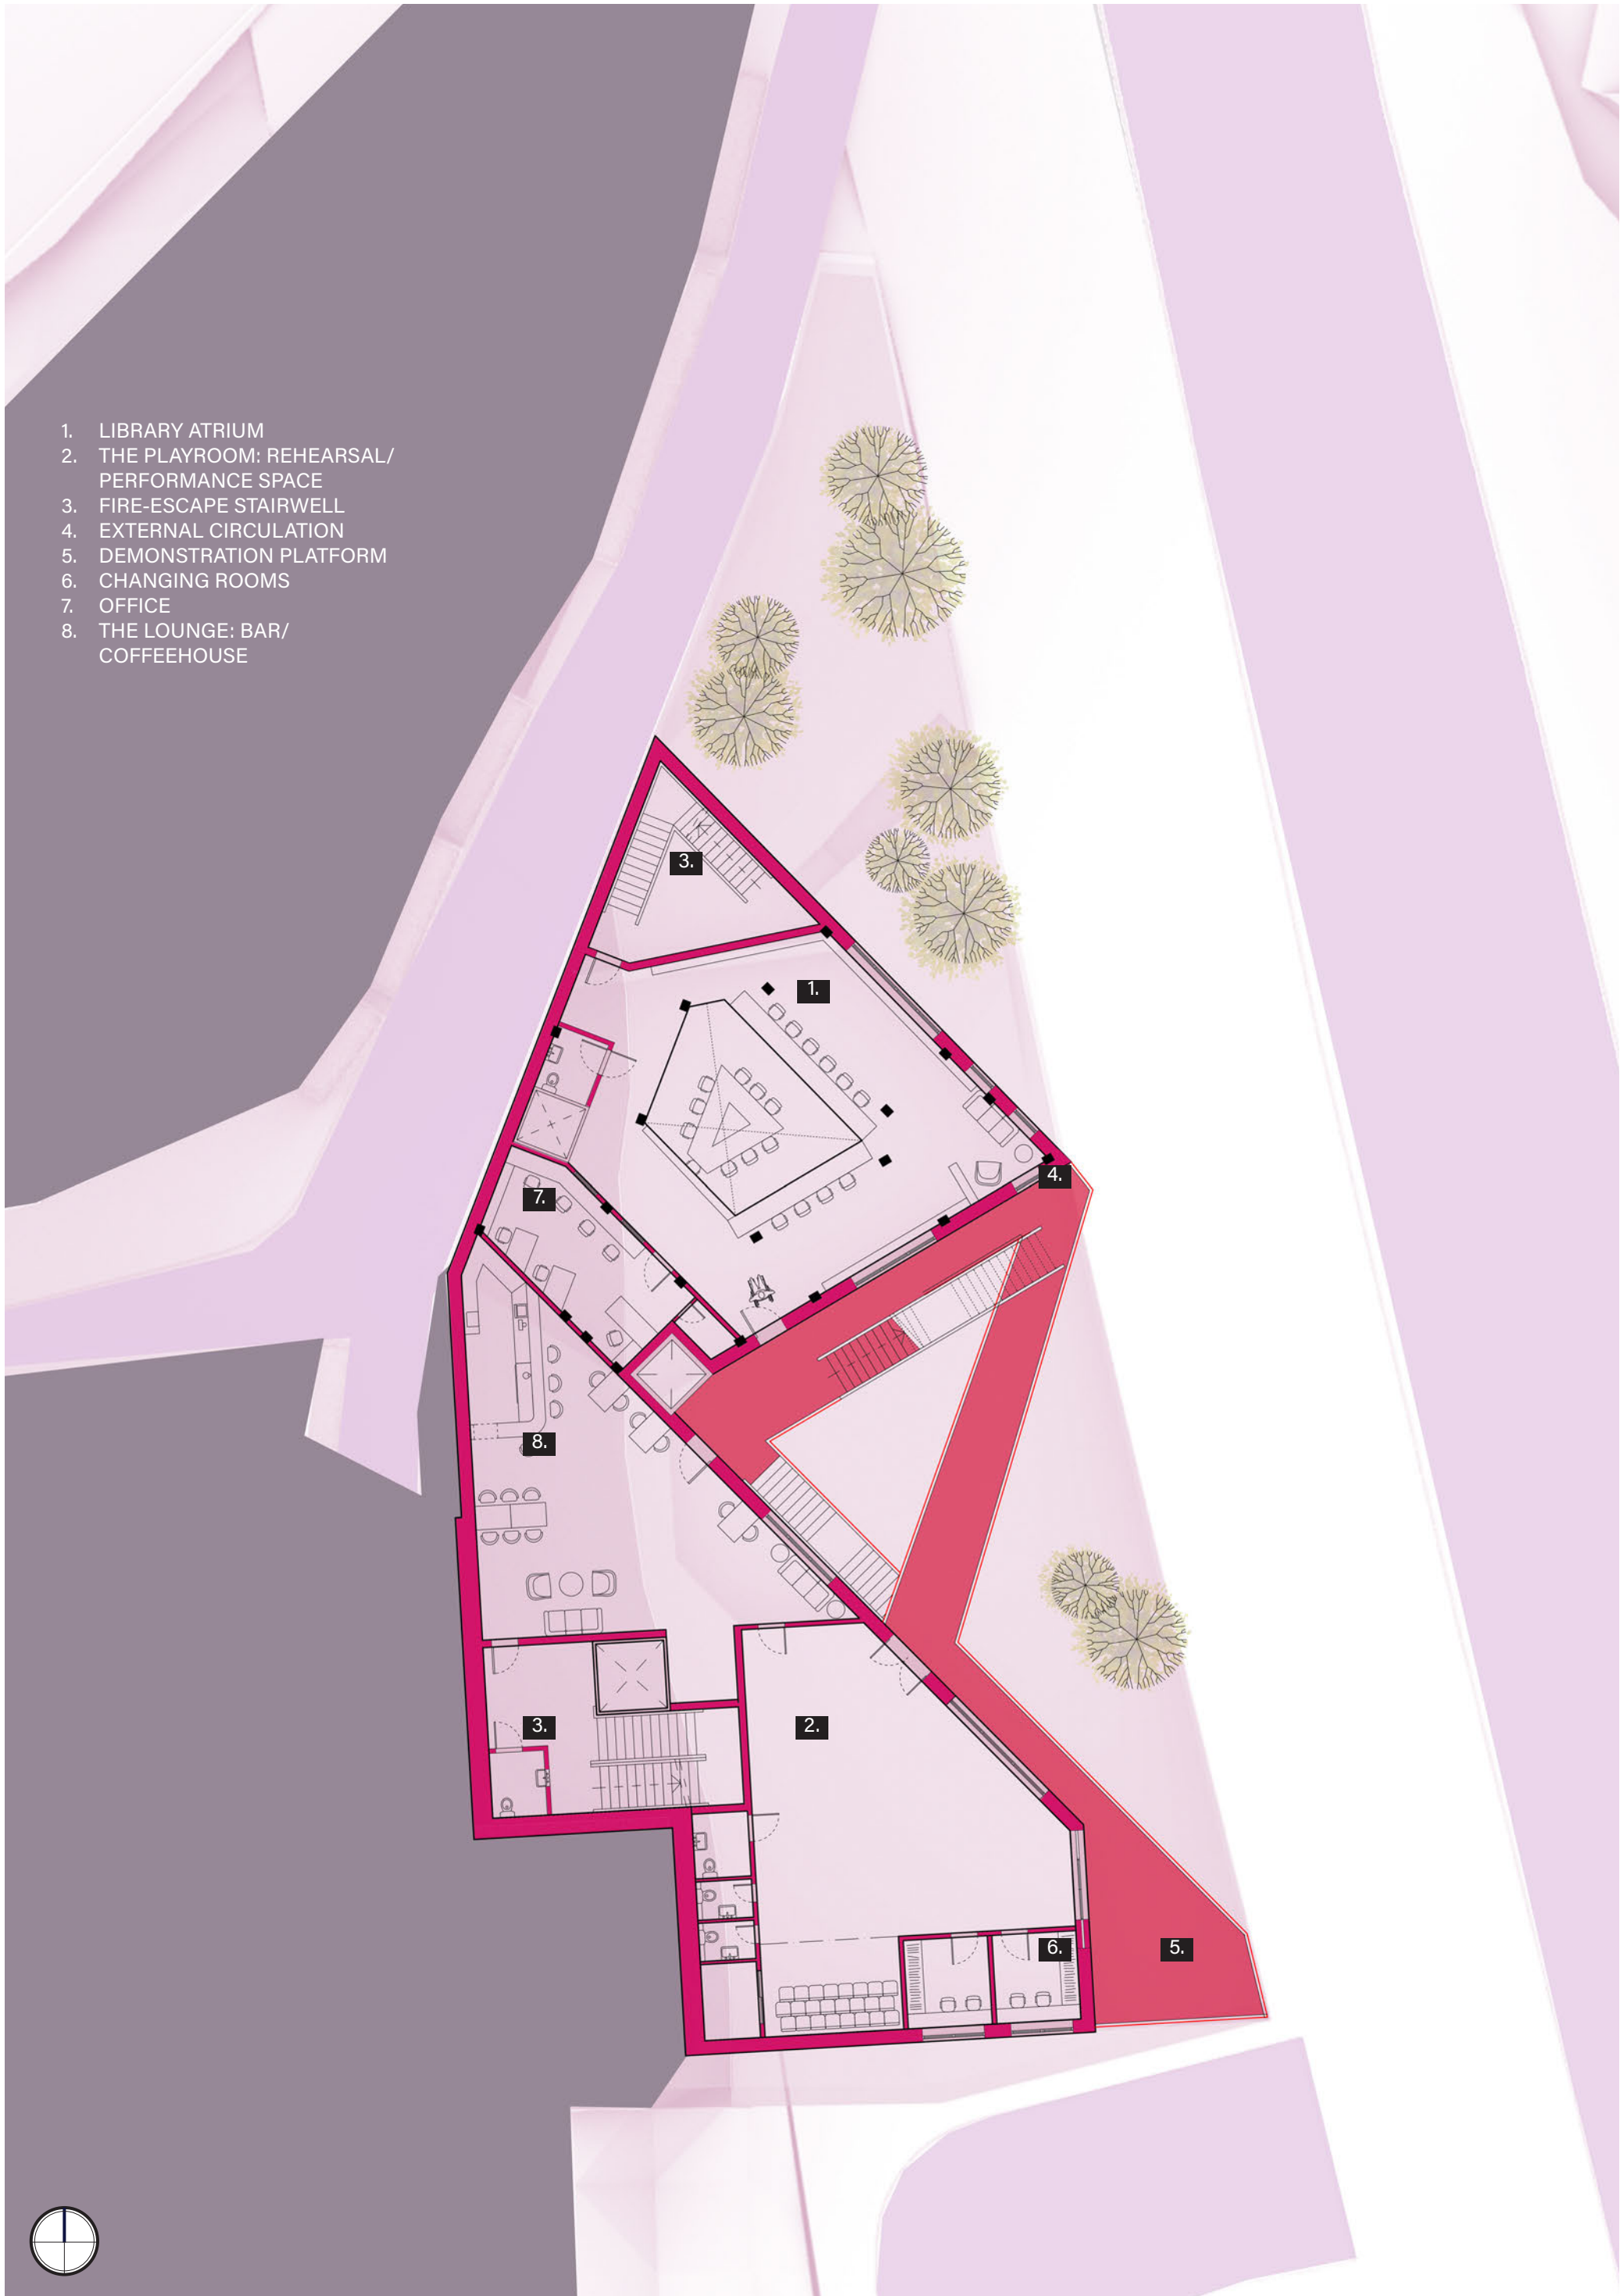 1. LIBRARY ATRIUM
2. THE PLAYROOM: REHEARSAL/
PERFORMANCE SPACE
3. FIRE-ESCAPE STAIRWELL
4. EXTERNAL CIRCULATION
5. DEMONSTRATION PLATFORM
6. CHANGING ROOMS
7. OFFICE
8. THE LOUNGE: BAR/
COFFEEHOUSE
3.
1.
4.
7.
8.
3.
2.
6.
5.